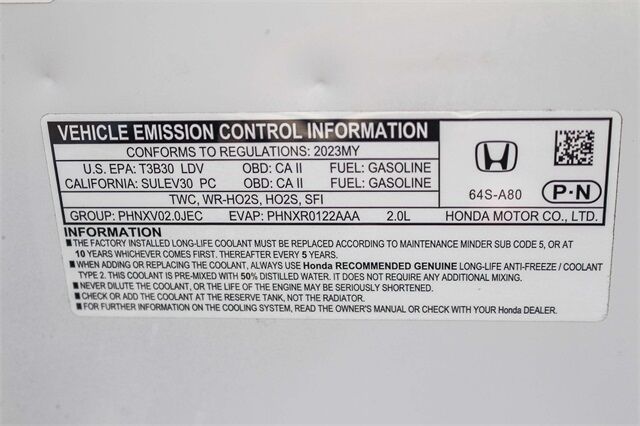 VEHICLE EMISSION CONTROL INFORMATION
CONFORMS TO REGULATIONS: 2023MY
U.S. EPA: T3B30 LDV OBD: CA II FUEL: GASOLINE
CALIFORNIA: SULEV30 PC OBD: CA II FUEL: GASOLINE
TWC, WR-HO2S, HO2S, SFI
GROUP: PHNXV02.0JEC EVAP: PHNXR0122AAA 2.0L
64S-A80 P-N
HONDA MOTOR CO., LTD.
INFORMATION
■ THE FACTORY INSTALLED LONG-LIFE COOLANT MUST BE REPLACED ACCORDING TO MAINTENANCE MINDER SUB CODE 5, OR AT
10 YEARS WHICHEVER COMES FIRST. THEREAFTER EVERY 5 YEARS.
■ WHEN ADDING OR REPLACING THE COOLANT, ALWAYS USE Honda RECOMMENDED GENUINE LONG-LIFE ANTI-FREEZE / COOLANT
TYPE 2. THIS COOLANT IS PRE-MIXED WITH 50% DISTILLED WATER. IT DOES NOT REQUIRE ANY ADDITIONAL MIXING.
■ NEVER DILUTE THE COOLANT, OR THE LIFE OF THE ENGINE MAY BE SERIOUSLY SHORTENED.
■ CHECK OR ADD THE COOLANT AT THE RESERVE TANK, NOT THE RADIATOR.
■ FOR FURTHER INFORMATION ON THE COOLING SYSTEM, READ THE OWNER'S MANUAL OR CHECK WITH YOUR Honda DEALER.